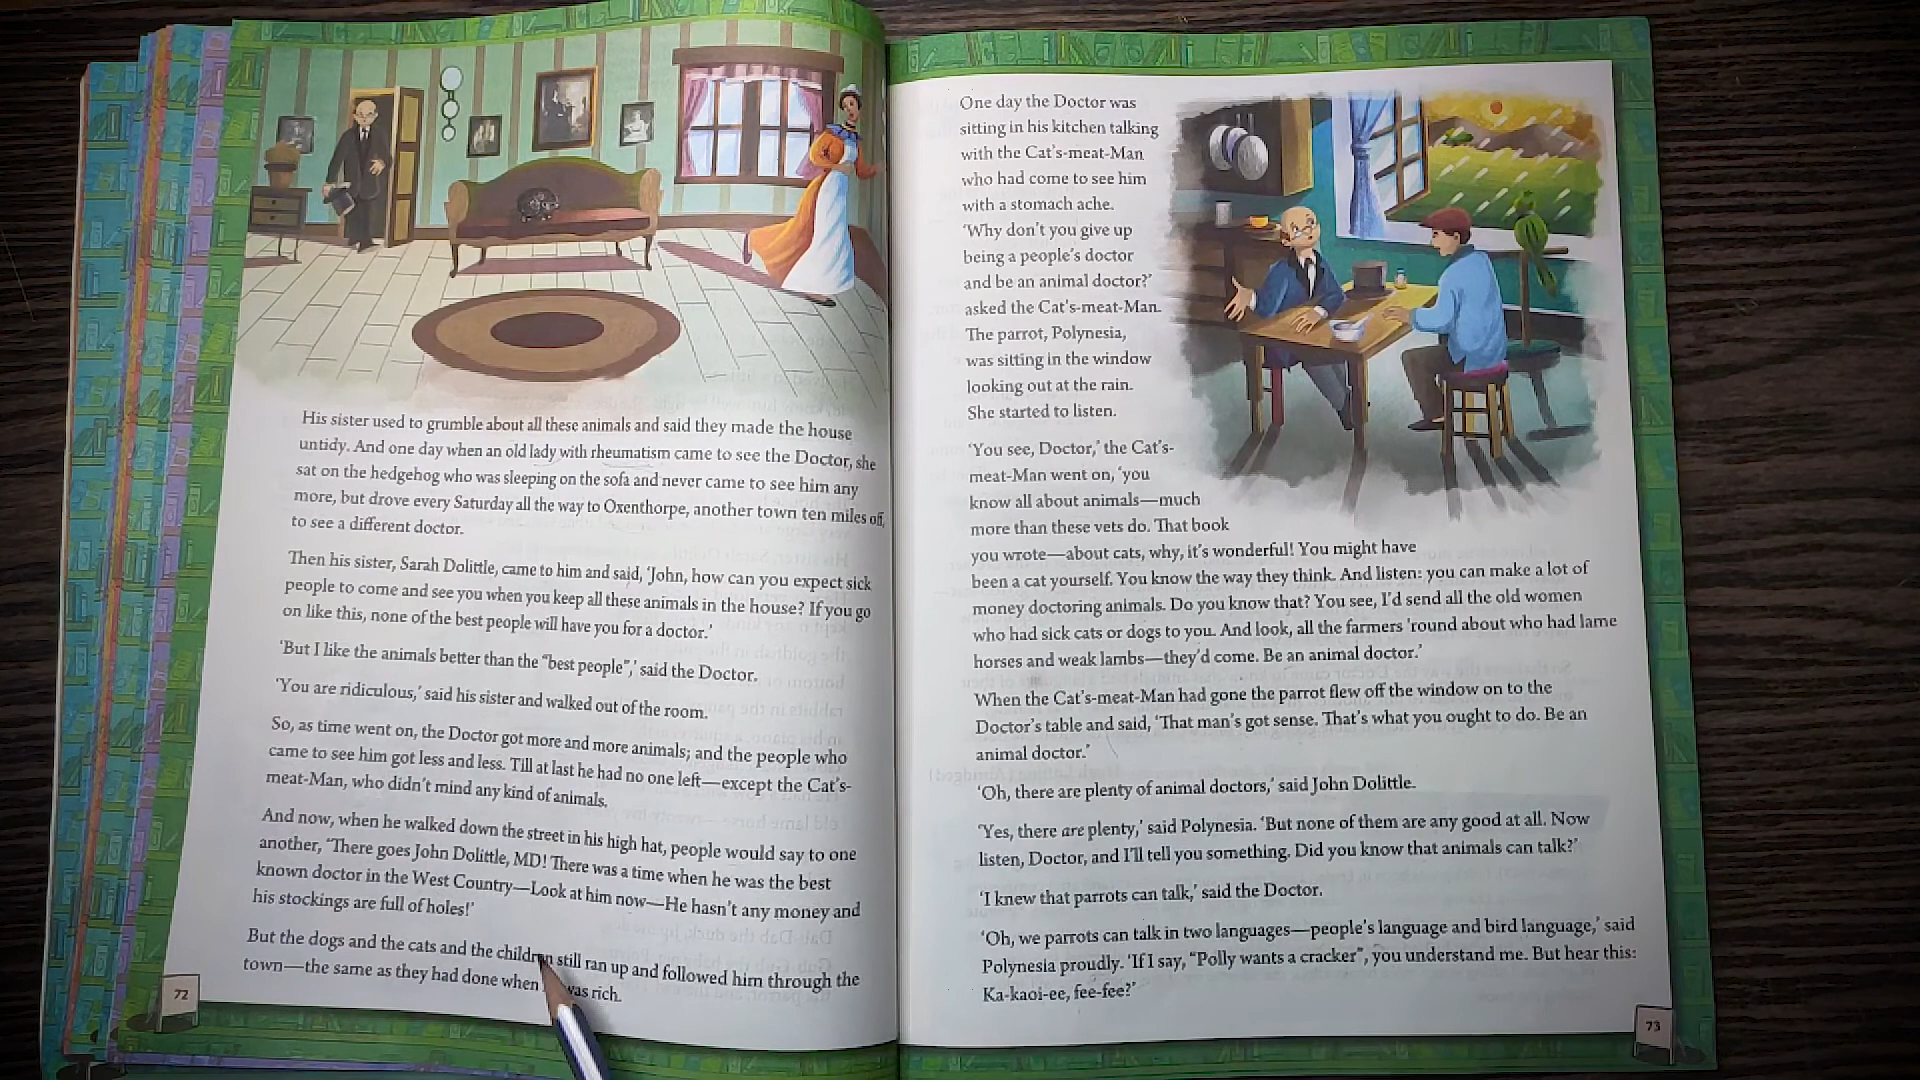 His sister used to grumble about all these animals and said they made the house
untidy. And one day when an old lady with rheumatism came to see the Doctor, she
sat on the hedgehog who was sleeping on the sofa and never came to see him any
more, but drove every Saturday all the way to Oxenthorpe, another town ten miles off,
to see a different doctor.
Then his sister, Sarah Dolittle, came to him and said, ‘John, how can you expect sick
people to come and see you when you keep all these animals in the house? If you go
on like this, none of the best people will have you for a doctor.’
‘But I like the animals better than the “best people”,’ said the Doctor.
‘You are ridiculous,’ said his sister and walked out of the room.
So, as time went on, the Doctor got more and more animals; and the people who
came to see him got less and less. Till at last he had no one left—except the Cat’s-
meat-Man, who didn’t mind any kind of animals.
And now, when he walked down the street in his high hat, people would say to one
another, ‘There goes John Dolittle, MD! There was a time when he was the best
known doctor in the West Country—Look at him now—He hasn’t any money and
his stockings are full of holes!’
But the dogs and the cats and the children still ran up and followed him through the
town—the same as they had done when was rich.
72
One day the Doctor was
sitting in his kitchen talking
with the Cat’s-meat-Man
who had come to see him
with a stomach ache.
‘Why don’t you give up
being a people’s doctor
and be an animal doctor?’
asked the Cat’s-meat-Man.
The parrot, Polynesia,
was sitting in the window
looking out at the rain.
She started to listen.
‘You see, Doctor,’ the Cat’s-
meat-Man went on, ‘you
know all about animals—much
more than these vets do. That book
you wrote—about cats, why, it’s wonderful! You might have
been a cat yourself. You know the way they think. And listen: you can make a lot of
money doctoring animals. Do you know that? You see, I’d send all the old women
who had sick cats or dogs to you. And look, all the farmers ’round about who had lame
horses and weak lambs—they’d come. Be an animal doctor.’
When the Cat’s-meat-Man had gone the parrot flew off the window on to the
Doctor’s table and said, ‘That man’s got sense. That’s what you ought to do. Be an
animal doctor.’
‘Oh, there are plenty of animal doctors,’ said John Dolittle.
‘Yes, there are plenty,’ said Polynesia. ‘But none of them are any good at all. Now
listen, Doctor, and I’ll tell you something. Did you know that animals can talk?’
‘I knew that parrots can talk,’ said the Doctor.
‘Oh, we parrots can talk in two languages—people’s language and bird language,’ said
Polynesia proudly. ‘If I say, “Polly wants a cracker”, you understand me. But hear this:
Ka-kaoi-ee, fee-fee?’
73